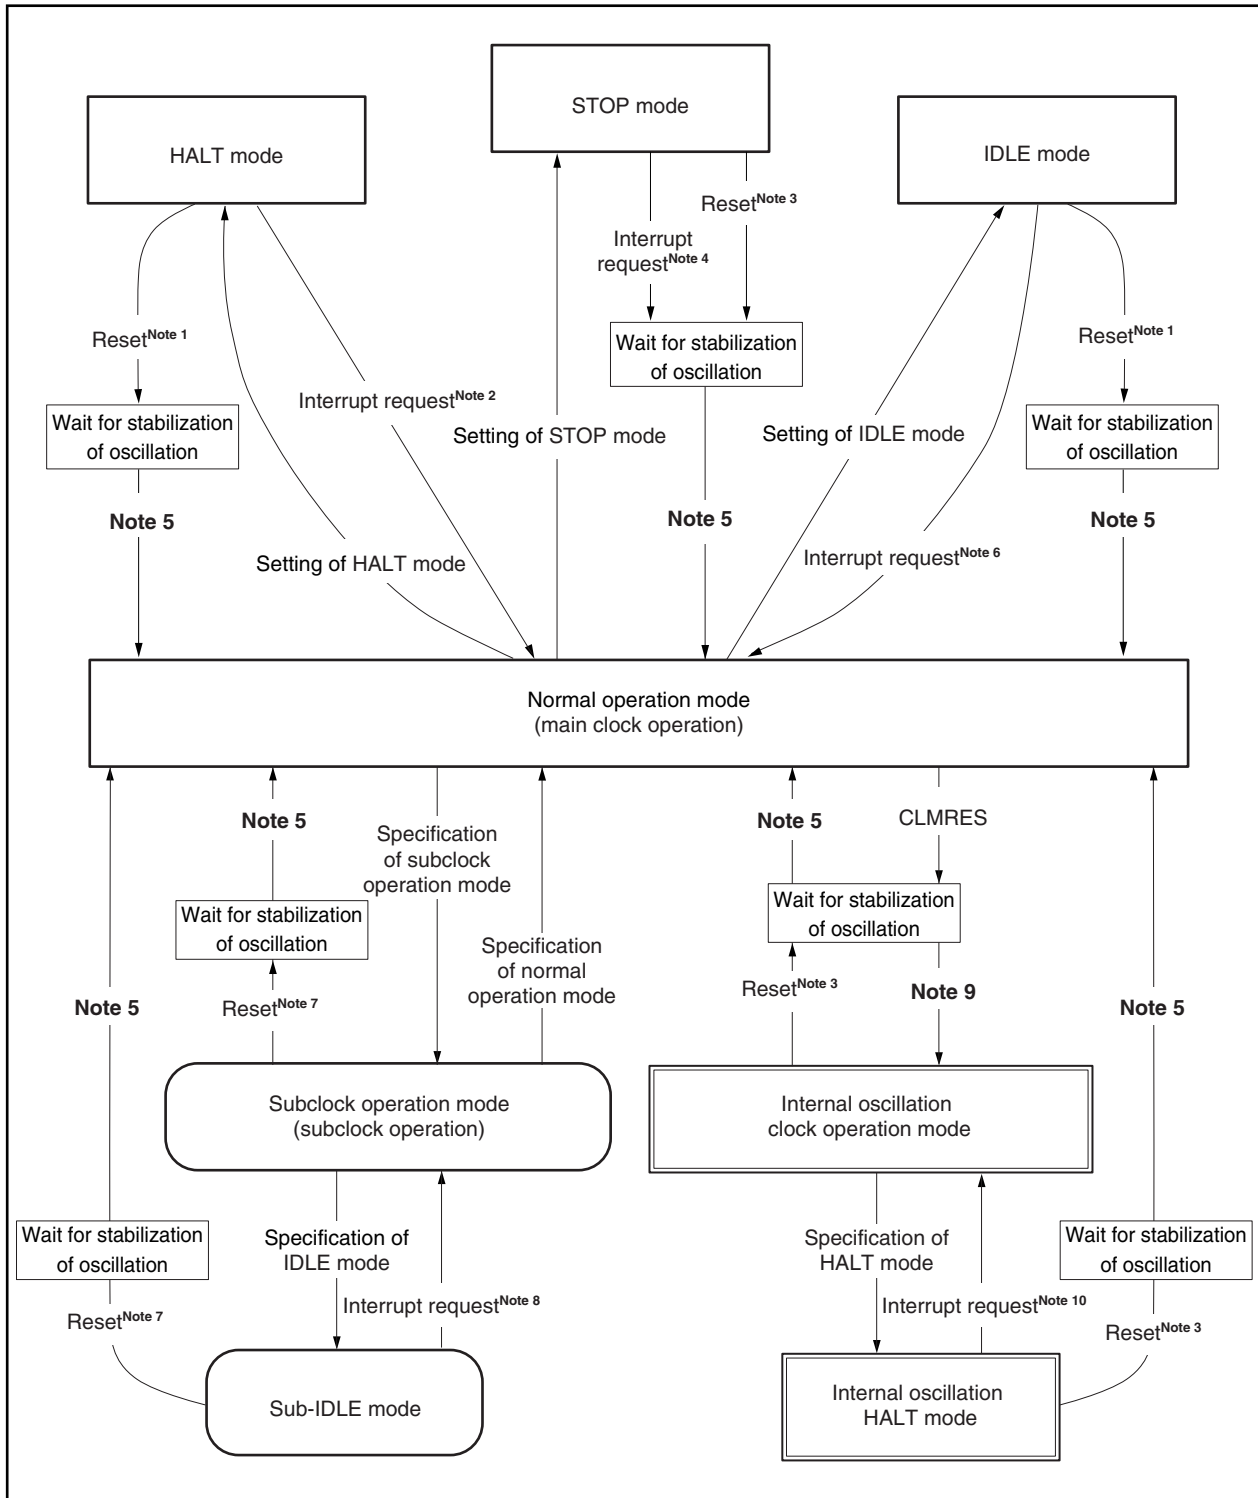 STOP mode
HALT mode
IDLE mode
Reset Note 3
Interrupt
request Note 4
Reset Note 1
Wait for stabilization
of oscillation
Reset Note 1
Interrupt request Note 2
Wait for stabilization
of oscillation
Setting of STOP mode
Setting of IDLE mode
Wait for stabilization
of oscillation
Note 5
Note 5
Note 5
Setting of HALT mode
Interrupt request Note 6
Normal operation mode
(main clock operation)
Note 5
Specification
of subclock
operation mode
Note 5
CLMRES
Wait for stabilization
of oscillation
Wait for stabilization
of oscillation
Specification
of normal
operation mode
Note 5
Reset Note 7
Reset Note 3
Note 9
Note 5
Subclock operation mode
(subclock operation)
Internal oscillation
clock operation mode
Wait for stabilization
of oscillation
Specification of
IDLE mode
Specification of
HALT mode
Wait for stabilization
of oscillation
Reset Note 7
Interrupt request Note 8
Interrupt request Note 10
Reset Note 3
Sub-IDLE mode
Internal oscillation
HALT mode